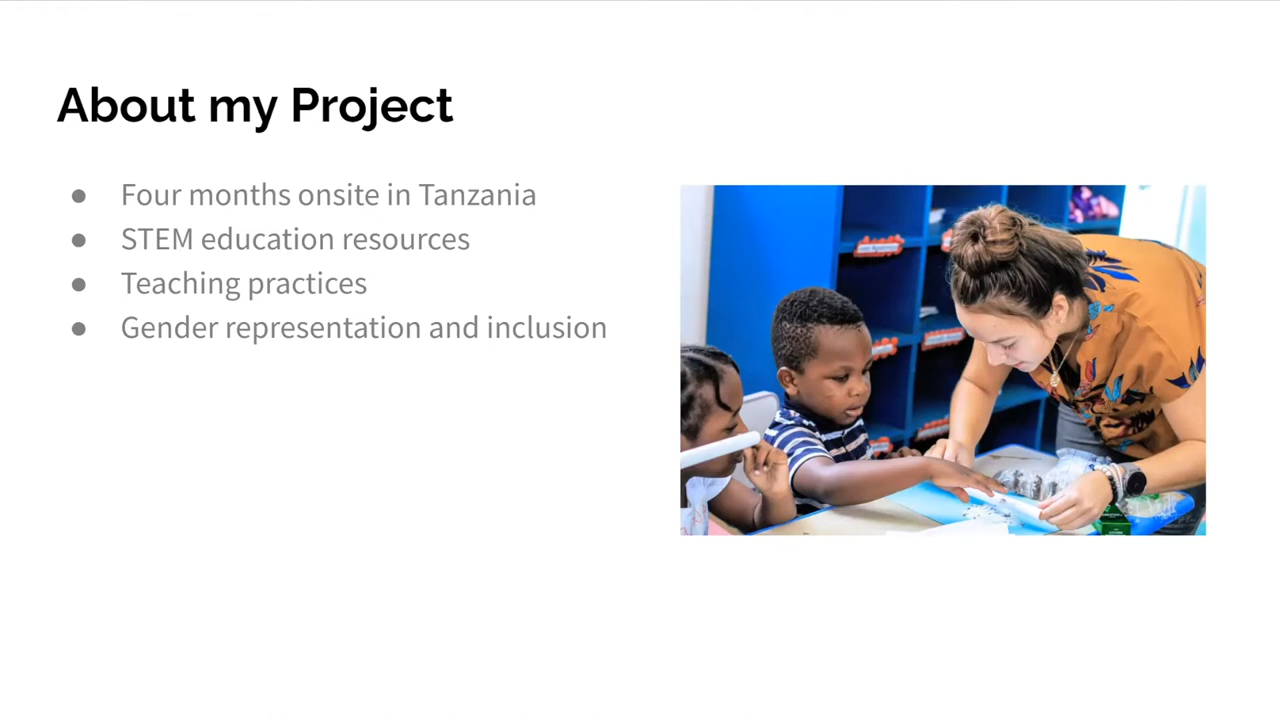 About my Project
● Four months onsite in Tanzania
● STEM education resources
● Teaching practices
● Gender representation and inclusion